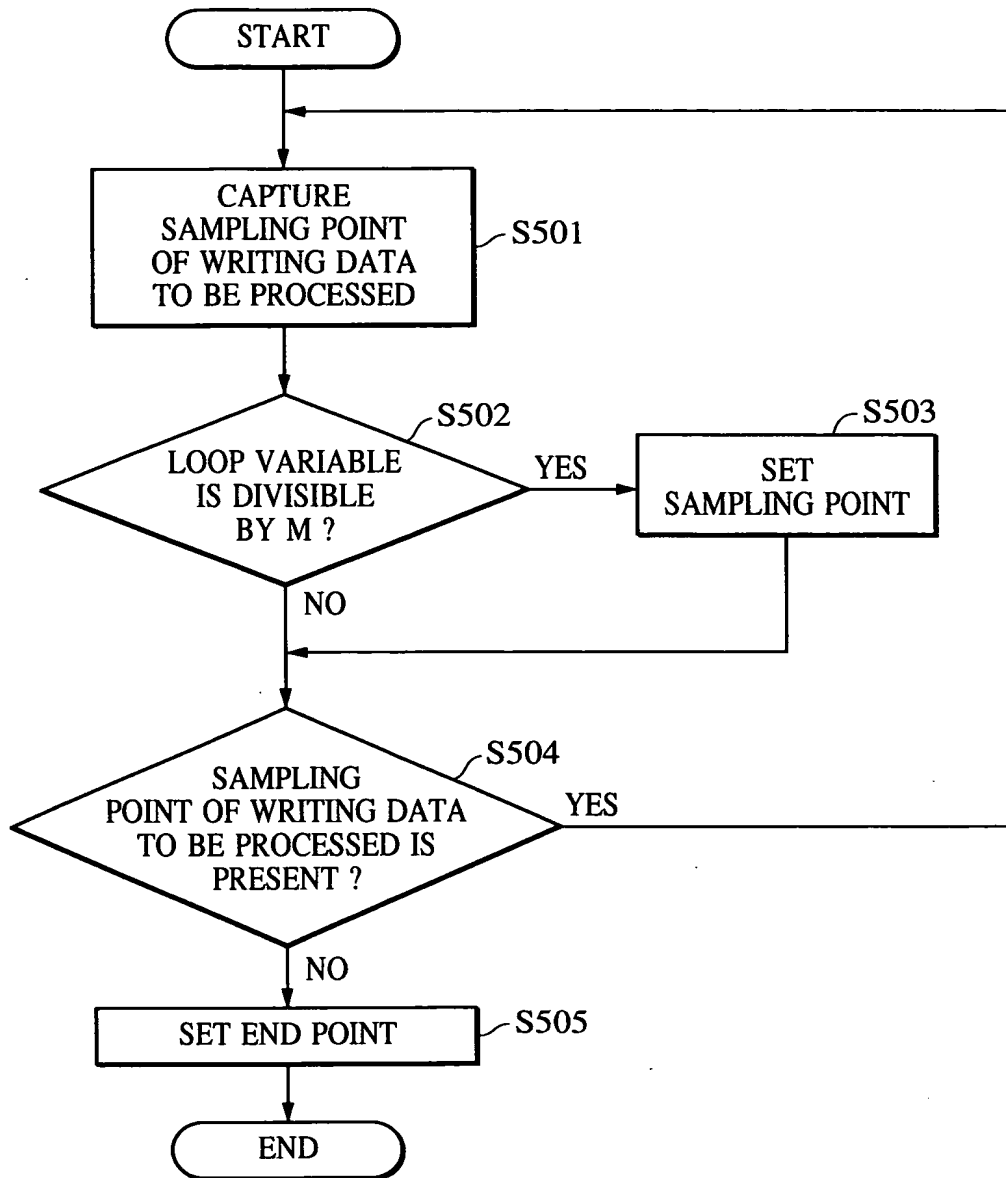 START
CAPTURE
SAMPLING POINT
OF WRITING DATA
TO BE PROCESSED
S501
LOOP VARIABLE
IS DIVISIBLE
BY M ?
S502
YES
SET
SAMPLING POINT
S503
NO
SAMPLING
POINT OF WRITING DATA
TO BE PROCESSED IS
PRESENT ?
S504
YES
NO
SET END POINT
S505
END